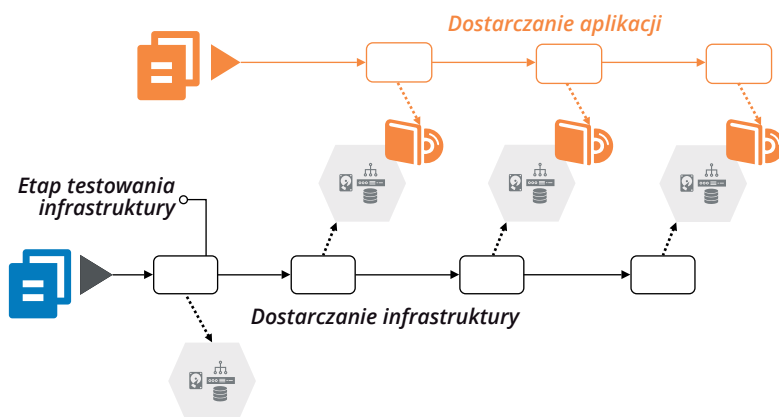 Dostarczanie aplikacji
Etap testowania
infrastruktury
Dostarczanie infrastruktury